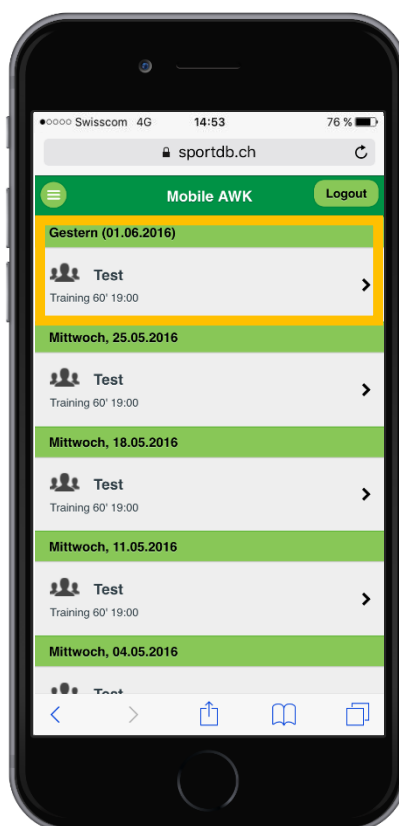 Swisscom 4G 14:53 76 %
sportdb.ch
Mobile AWK Logout
Gestern (01.06.2016)
Test
Training 60' 19:00
Mittwoch, 25.05.2016
Test
Training 60' 19:00
Mittwoch, 18.05.2016
Test
Training 60' 19:00
Mittwoch, 11.05.2016
Test
Training 60' 19:00
Mittwoch, 04.05.2016
Test